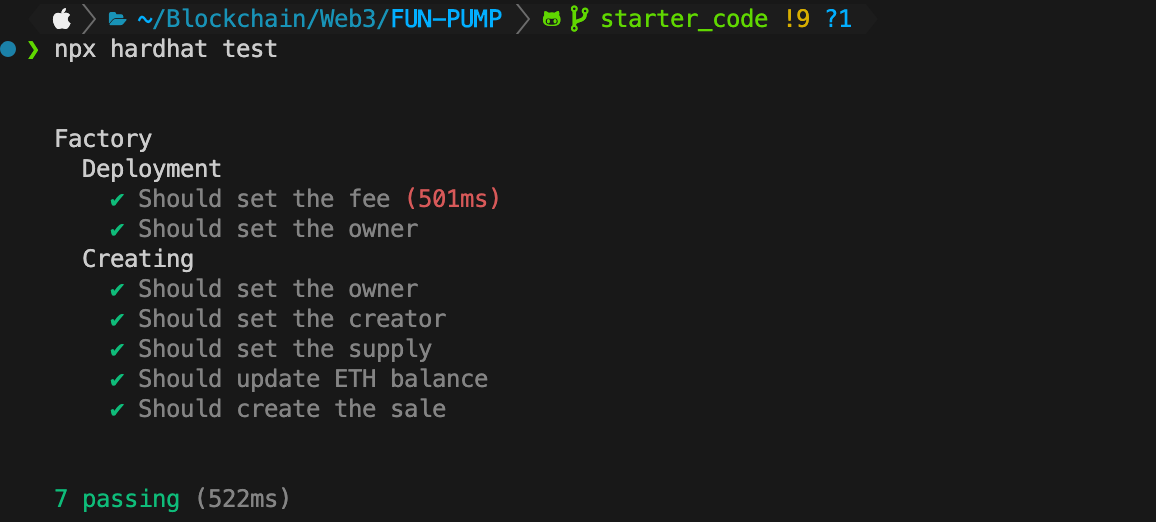 ~/Blockchain/Web3/FUN-PUMP starter_code !9 ?1
❯ npx hardhat test
Factory
Deployment
✔ Should set the fee (501ms)
✔ Should set the owner
Creating
✔ Should set the owner
✔ Should set the creator
✔ Should set the supply
✔ Should update ETH balance
✔ Should create the sale
7 passing (522ms)